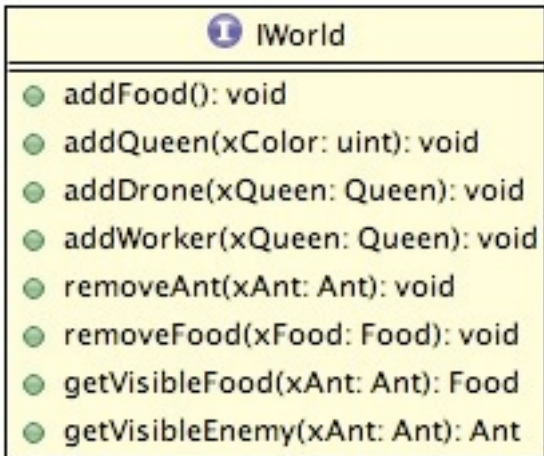 I IWorld
addFood(): void
addQueen(xColor: uint): void
addDrone(xQueen: Queen): void
addWorker(xQueen: Queen): void
removeAnt(xAnt: Ant): void
removeFood(xFood: Food): void
getVisibleFood(xAnt: Ant): Food
getVisibleEnemy(xAnt: Ant): Ant